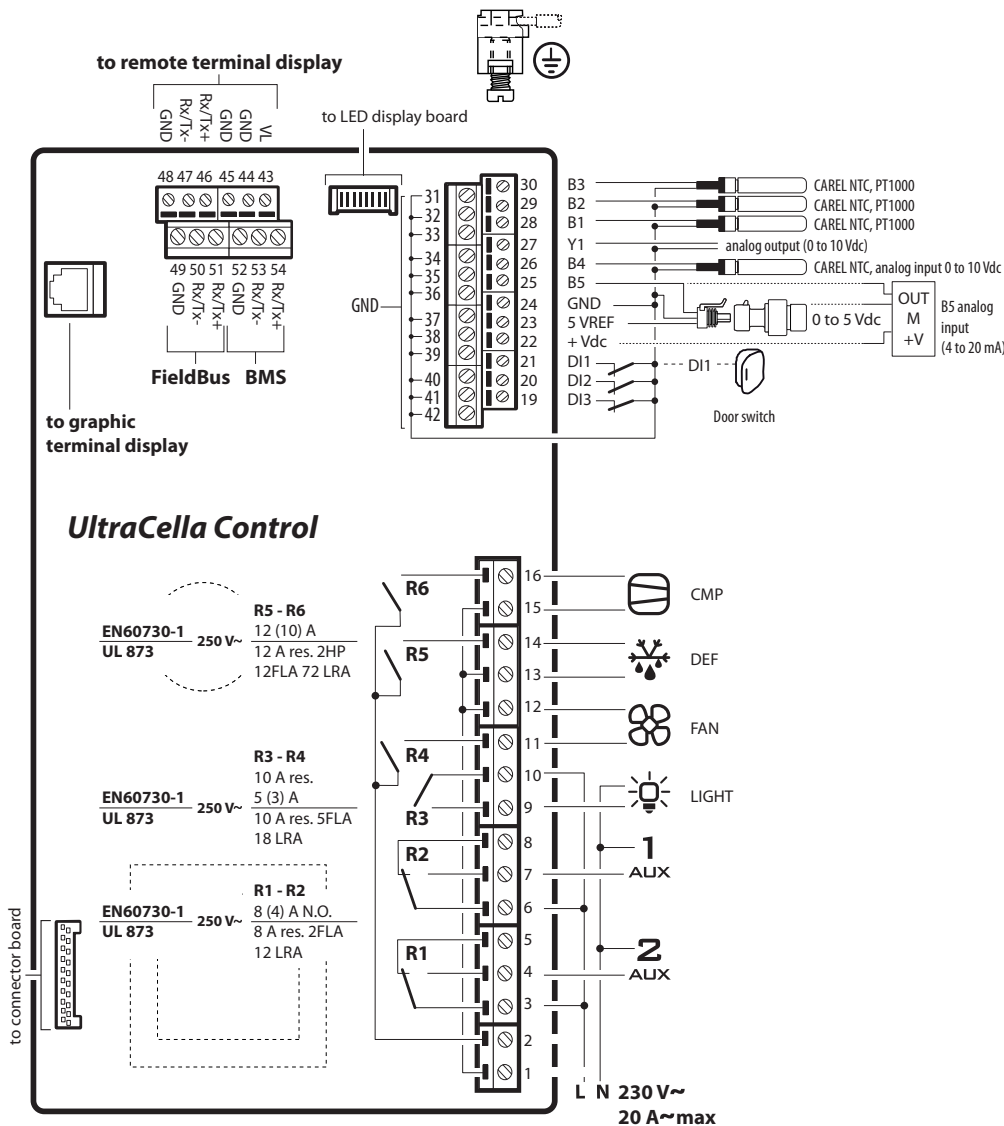 to remote terminal display
GND
Rx/Tx-
Rx/Tx+
GND
GND
VL
48 47 46 45 44 43
49 50 51 52 53 54
GND
Rx/Tx-
Rx/Tx+
GND
Rx/Tx-
Rx/Tx+
FieldBus BMS
to graphic
terminal display
to LED display board
GND
31
32
33
34
35
36
37
38
39
40
41
42
30
29
28
27
26
25
24
23
22
21
20
19
B3 CAREL NTC, PT1000
B2 CAREL NTC, PT1000
B1 CAREL NTC, PT1000
Y1 analog output (0 to 10 Vdc)
B4 CAREL NTC, analog input 0 to 10 Vdc
B5
GND
5 VREF
+ Vdc
0 to 5 Vdc
OUT
M
+V
B5 analog
input
(4 to 20 mA)
DI1
DI2
DI3
DI1
Door switch
UltraCella Control
EN60730-1
UL 873
250 V~
R5 - R6
12 (10) A
12 A res. 2HP
12FLA 72 LRA
EN60730-1
UL 873
250 V~
R3 - R4
10 A res.
5 (3) A
10 A res. 5FLA
18 LRA
EN60730-1
UL 873
250 V~
R1 - R2
8 (4) A N.O.
8 A res. 2FLA
12 LRA
to connector board
R6
R5
R4
R3
R2
R1
16
15
14
13
12
11
10
9
8
7
6
5
4
3
2
1
CMP
DEF
FAN
LIGHT
1
AUX
2
AUX
L N 230 V~
20 A~max